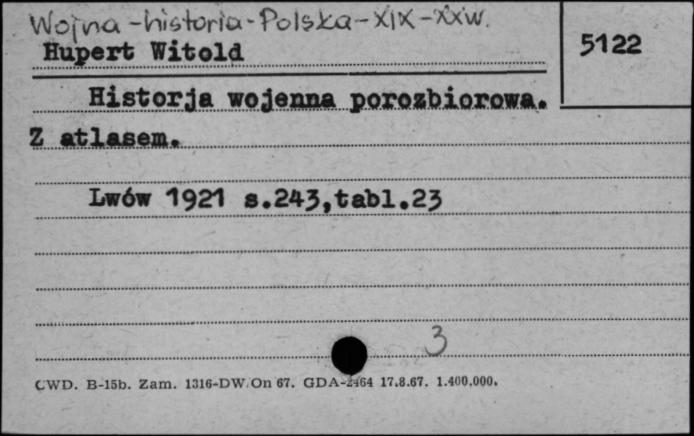 Wojna-historia-Polska-XIX-XXw.
Hupert Witold
5122
Historja wojenna porozbiorowa.
Z atlasem.
Lwów 1921 s.243,tabl.23
3
CWD. B-15b. Zam. 1316-DW/On 67. GDA-2464 17.8.67. 1.400.000.